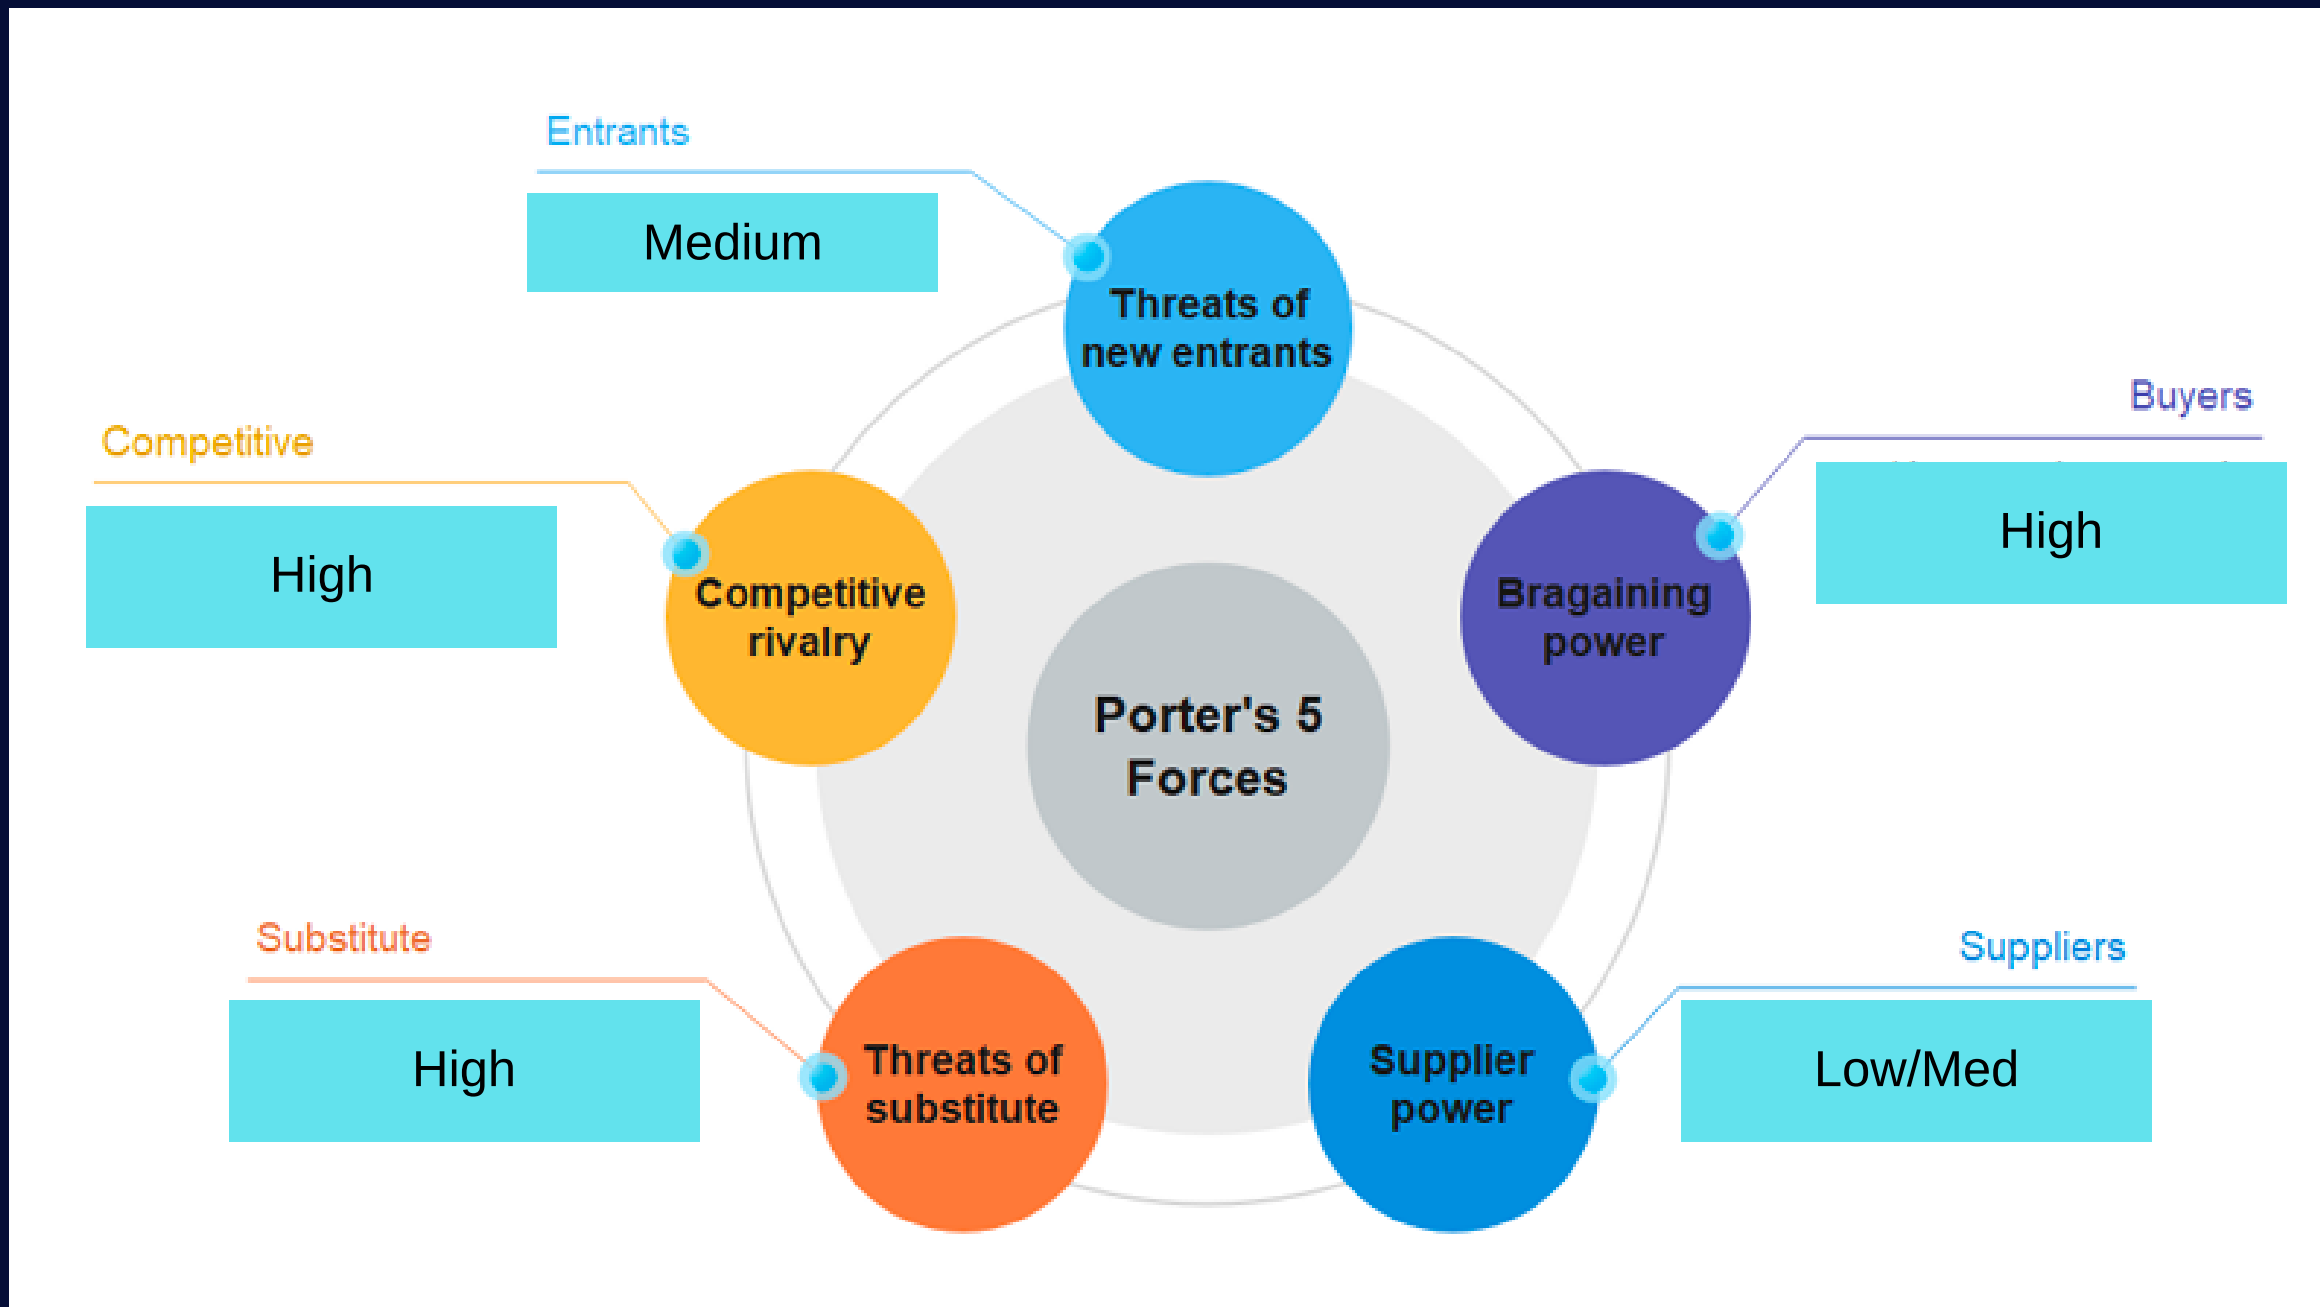 Entrants
Medium
Threats of
new entrants
Buyers
High
Competitive
High
Competitive
rivalry
Bragaining
power
Porter's 5
Forces
Substitute
High
Threats of
substitute
Suppliers
Low/Med
Supplier
power